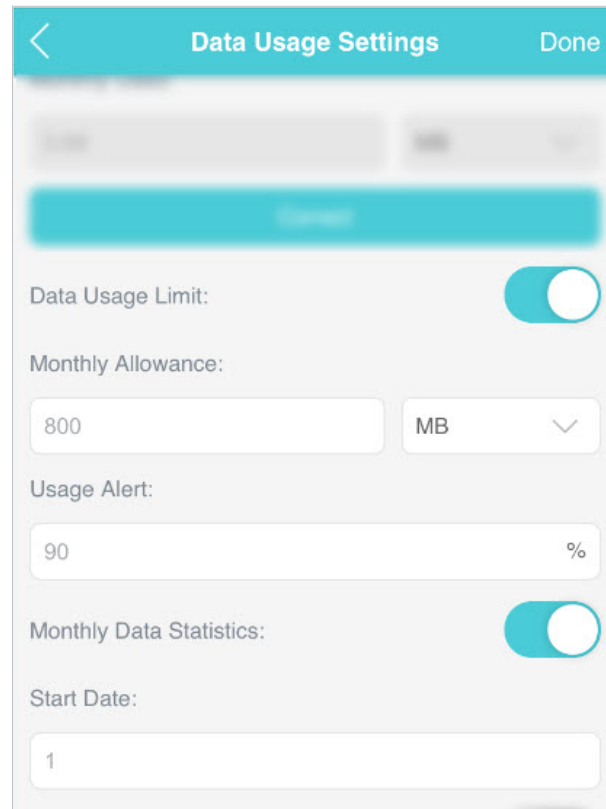 Data Usage Settings Done
Data Usage Limit:
Monthly Allowance:
800 MB
Usage Alert:
90 %
Monthly Data Statistics:
Start Date:
1